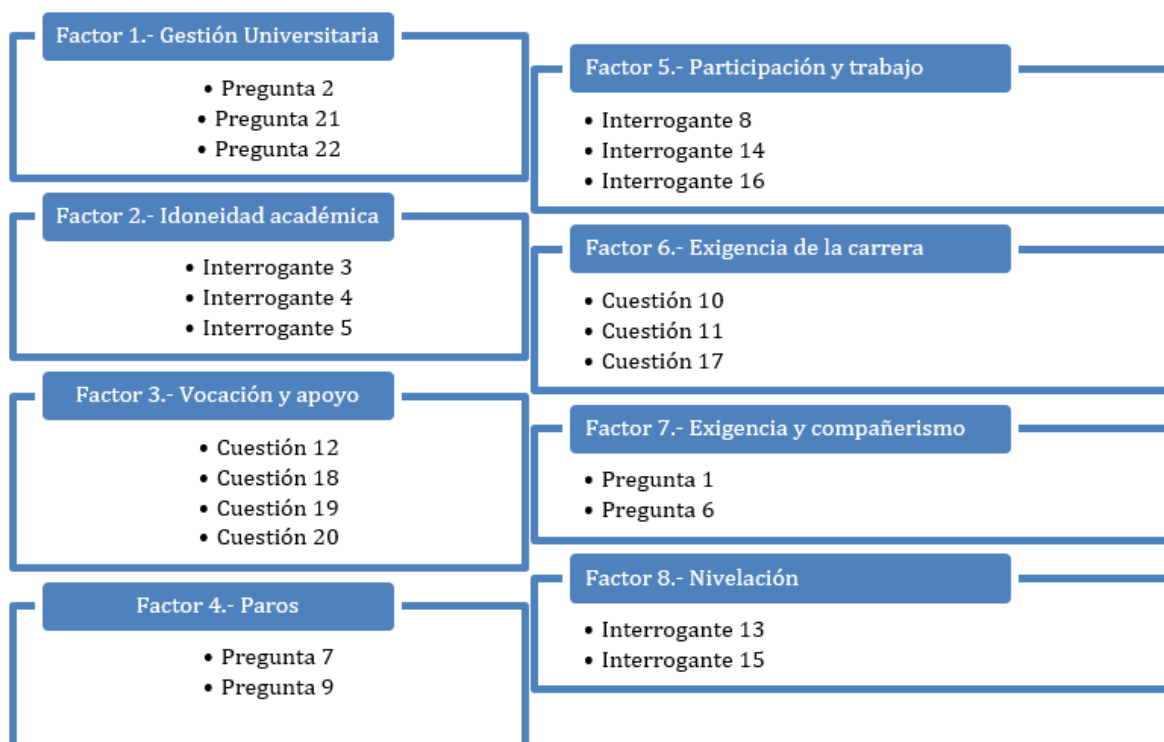 Factor 1.- Gestión Universitaria
• Pregunta 2
• Pregunta 21
• Pregunta 22
Factor 2.- Idoneidad académica
• Interrogante 3
• Interrogante 4
• Interrogante 5
Factor 3.- Vocación y apoyo
• Cuestión 12
• Cuestión 18
• Cuestión 19
• Cuestión 20
Factor 4.- Paros
• Pregunta 7
• Pregunta 9
Factor 5.- Participación y trabajo
• Interrogante 8
• Interrogante 14
• Interrogante 16
Factor 6.- Exigencia de la carrera
• Cuestión 10
• Cuestión 11
• Cuestión 17
Factor 7.- Exigencia y compañerismo
• Pregunta 1
• Pregunta 6
Factor 8.- Nivelación
• Interrogante 13
• Interrogante 15